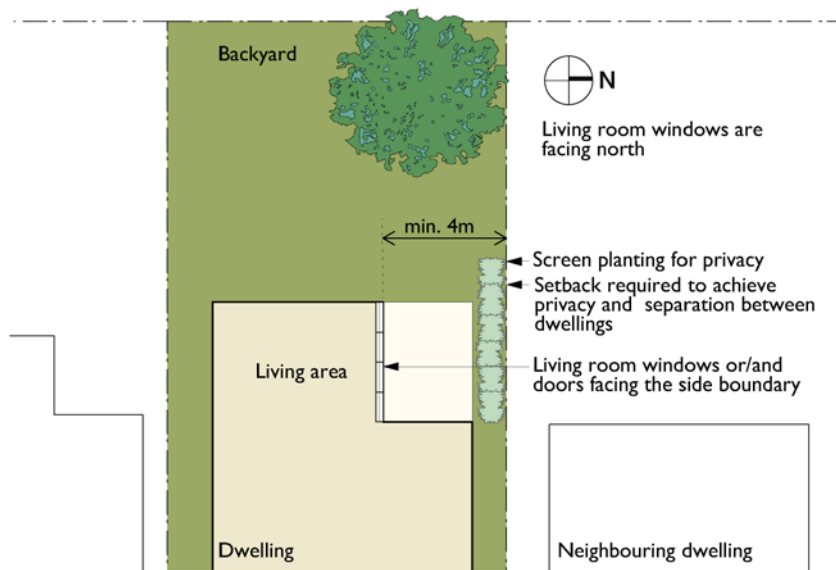 Backyard
N
Living room windows are
facing north
min. 4m
Screen planting for privacy
Setback required to achieve
privacy and separation between
dwellings
Living area
Living room windows or/and
doors facing the side boundary
Dwelling
Neighbouring dwelling